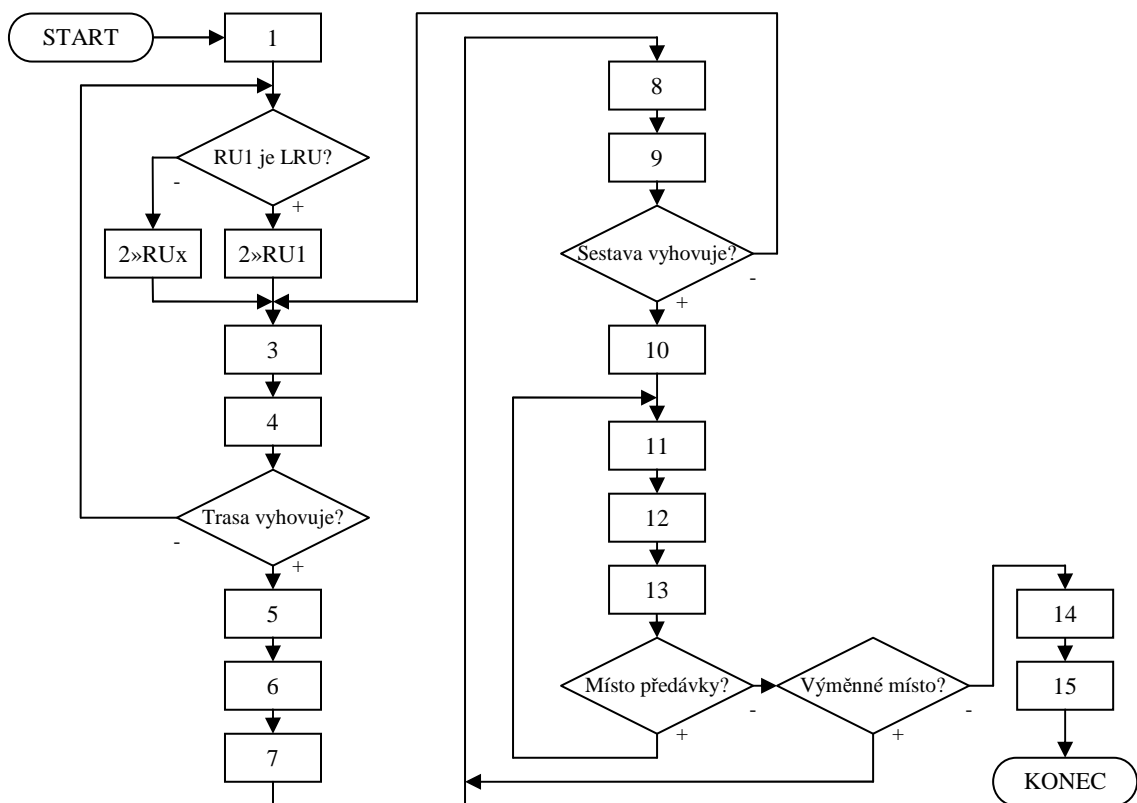 START
1
RU1 je LRU?
-
+
2»RUx
2»RU1
3
4
Trasa vyhovuje?
-
+
5
6
7
8
9
Sestava vyhovuje?
-
+
10
11
12
13
Místo předávky?
-
+
Výměnné místo?
-
+
14
15
KONEC